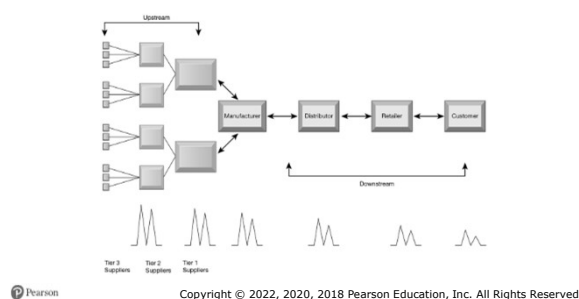 Upstream
Manufacturer
Distributor
Retailer
Customer
Downstream
Tier 3
Suppliers
Tier 2
Suppliers
Tier 1
Suppliers
Pearson
Copyright © 2022, 2020, 2018 Pearson Education, Inc. All Rights Reserved